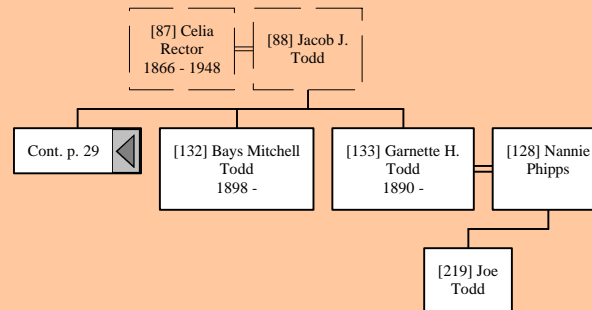 [87] Celia
Rector
1866 - 1948
[88] Jacob J.
Todd
Cont. p. 29
[132] Bays Mitchell
Todd
1898 -
[133] Garnette H.
Todd
1890 -
[128] Nannie
Phipps
[219] Joe
Todd